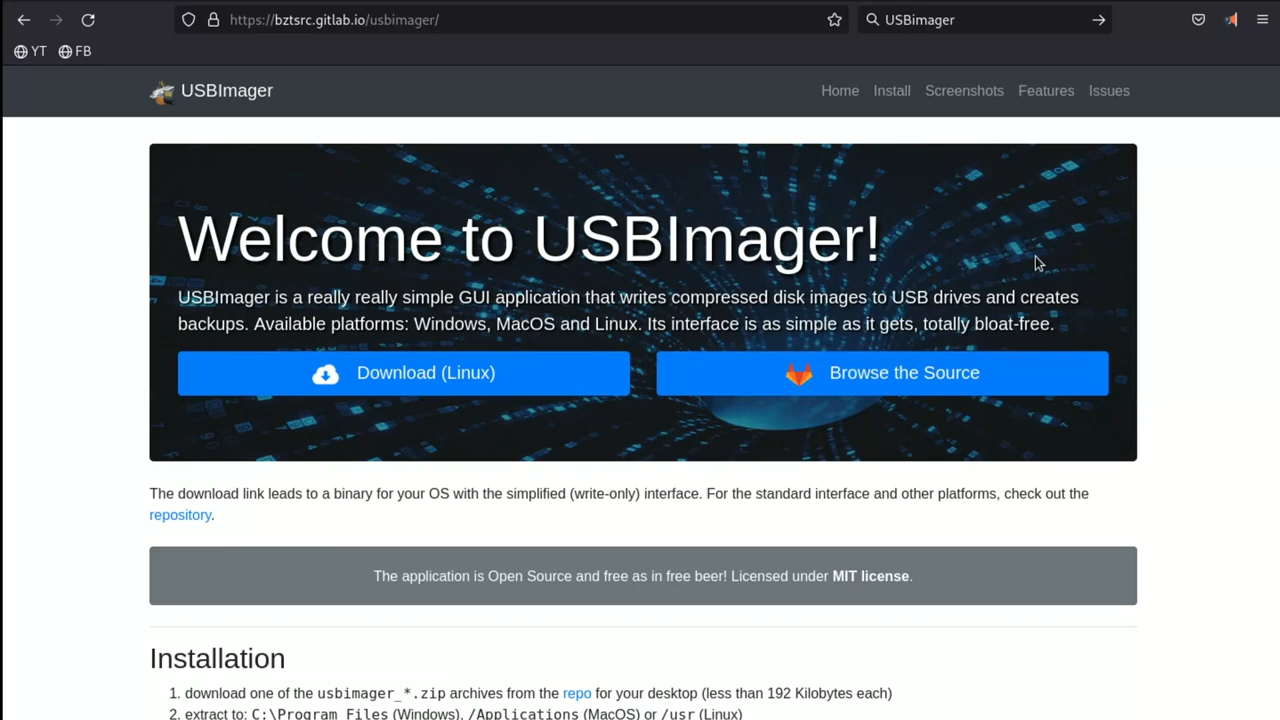 https://bztsrc.gitlab.io/usbimager/
USBimager
YT FB
USBImager
Home Install Screenshots Features Issues
Welcome to USBImager!
USBImager is a really really simple GUI application that writes compressed disk images to USB drives and creates
backups. Available platforms: Windows, MacOS and Linux. Its interface is as simple as it gets, totally bloat-free.
Download (Linux)
Browse the Source
The download link leads to a binary for your OS with the simplified (write-only) interface. For the standard interface and other platforms, check out the
repository.
The application is Open Source and free as in free beer! Licensed under MIT license.
Installation
1. download one of the usbimager_*.zip archives from the repo for your desktop (less than 192 Kilobytes each)
2. extract to: C:\Program Files (Windows), /Applications (MacOS) or /usr (Linux)